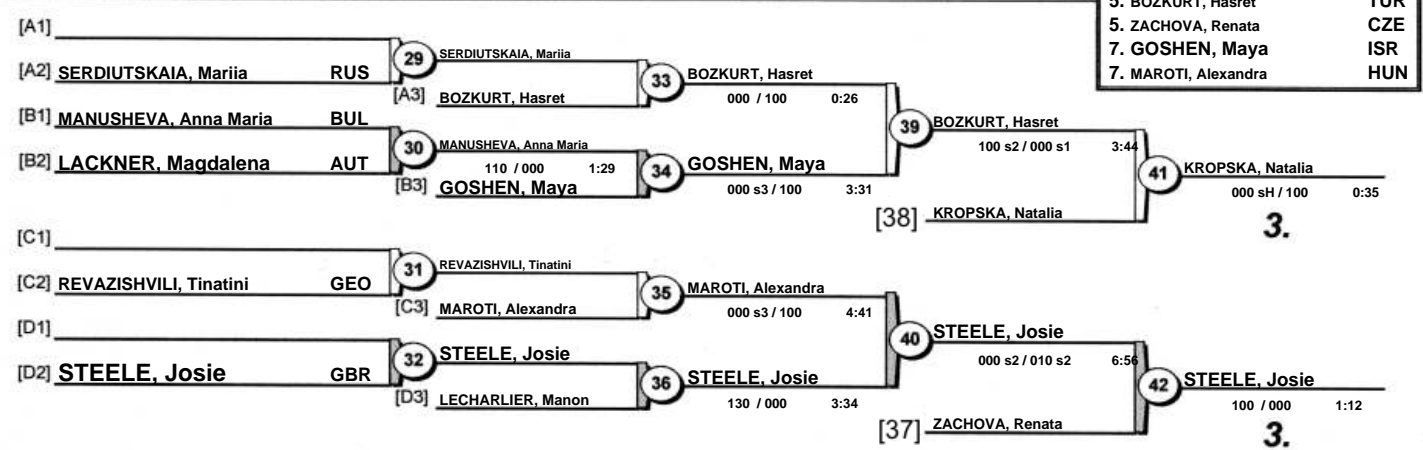 5. BOZKURT, Hasret TUR
5. ZACHOVA, Renata CZE
7. GOSHEN, Maya ISR
7. MAROTI, Alexandra HUN
[A1]
[A2] SERDIUTSKAIA, Mariia RUS
29
SERDIUTSKAIA, Mariia
[A3] BOZKURT, Hasret
33
BOZKURT, Hasret
000 / 100 0:26
[B1] MANUSHEVA, Anna Maria BUL
[B2] LACKNER, Magdalena AUT
30
MANUSHEVA, Anna Maria
110 / 000 1:29
[B3] GOSHEN, Maya
34
GOSHEN, Maya
000 s3 / 100 3:31
39
BOZKURT, Hasret
100 s2 / 000 s1 3:44
[38] KROPSKA, Natalia
41
KROPSKA, Natalia
000 sH / 100 0:35
3.
[C1]
[C2] REVAZISHVILI, Tinatini GEO
31
REVAZISHVILI, Tinatini
[C3] MAROTI, Alexandra
35
MAROTI, Alexandra
000 s3 / 100 4:41
[D1]
[D2] STEELE, Josie GBR
32
STEELE, Josie
[D3] LECHARLIER, Manon
36
STEELE, Josie
130 / 000 3:34
40
STEELE, Josie
000 s2 / 010 s2 6:56
[37] ZACHOVA, Renata
42
STEELE, Josie
100 / 000 1:12
3.